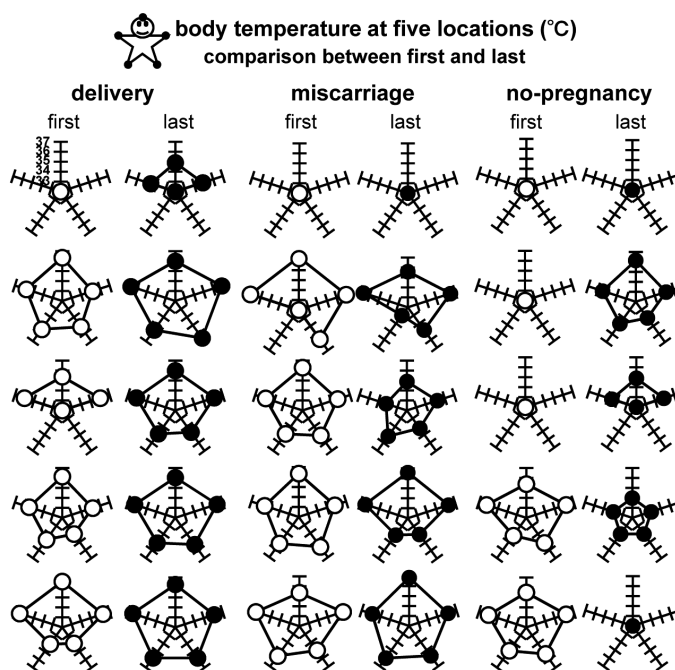 body temperature at five locations (℃)
comparison between first and last
delivery miscarriage no-pregnancy
first last first last first last
37
36
35
34
33